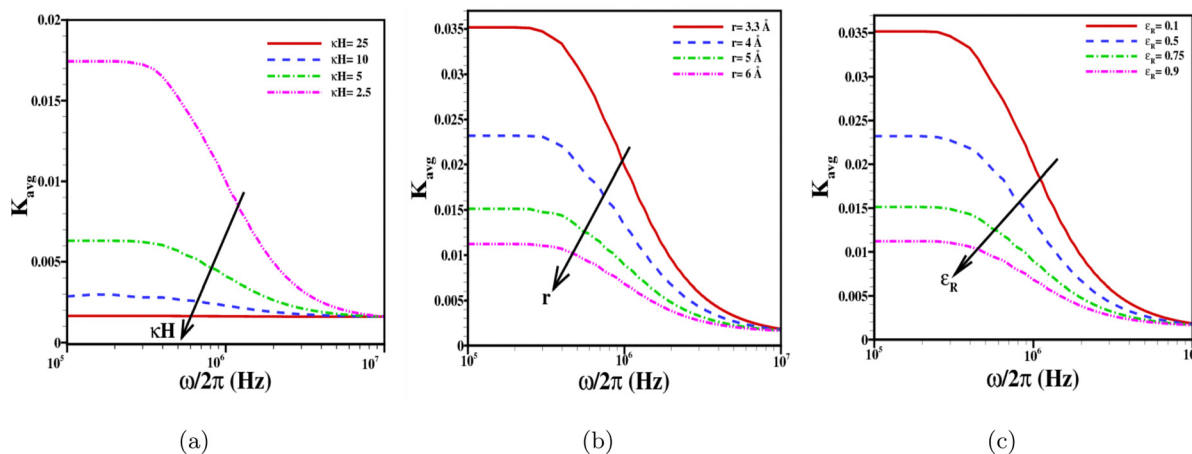 0.02
0.015
0.01
0.005
0
K_avg
κH= 25
κH= 10
κH= 5
κH= 2.5
κH
10^5
10^6
10^7
ω/2π (Hz)
(a)
0.035
0.03
0.025
0.02
0.015
0.01
0.005
0
K_avg
r= 3.3 Å
r= 4 Å
r= 5 Å
r= 6 Å
r
10^5
10^6
10^7
ω/2π (Hz)
(b)
0.035
0.03
0.025
0.02
0.015
0.01
0.005
0
K_avg
ε_R= 0.1
ε_R= 0.5
ε_R= 0.75
ε_R= 0.9
ε_R
10^5
10^6
10
ω/2π (Hz)
(c)